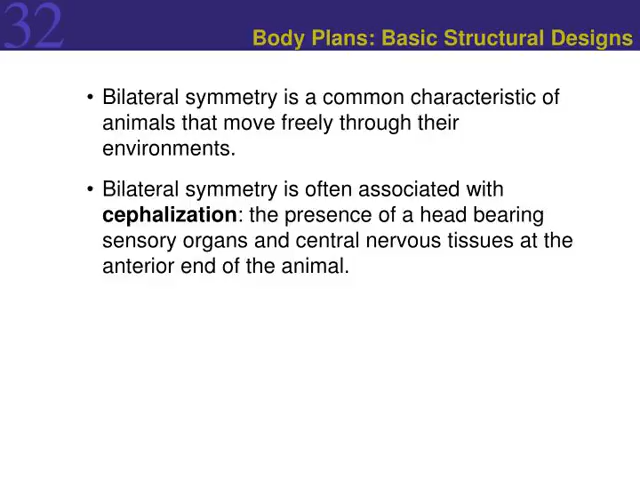 32
Body Plans: Basic Structural Designs
• Bilateral symmetry is a common characteristic of
animals that move freely through their
environments.
• Bilateral symmetry is often associated with
cephalization: the presence of a head bearing
sensory organs and central nervous tissues at the
anterior end of the animal.